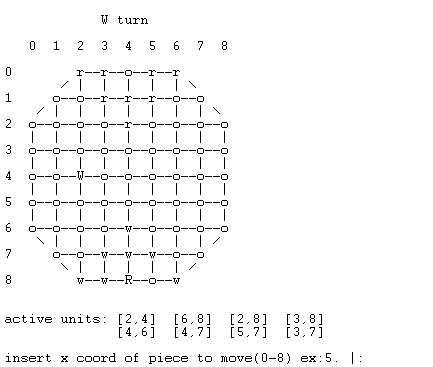 W turn
0 1 2 3 4 5 6 7 8
0 r--r--o--r--r
1 o--o--r--r--r--o--o
2 o--o--o--o--r--o--o--o--o
3 o--o--o--o--o--o--o--o--o
4 o--o--W--o--o--o--o--o--o
5 o--o--o--o--o--o--o--o--o
6 o--o--o--o--w--o--o--o--o
7 o--o--w--w--w--o--o
8 w--w--R--o--w
active units: [2,4] [6,8] [2,8] [3,8]
[4,6] [4,7] [5,7] [3,7]
insert x coord of piece to move(0-8) ex:5. |: